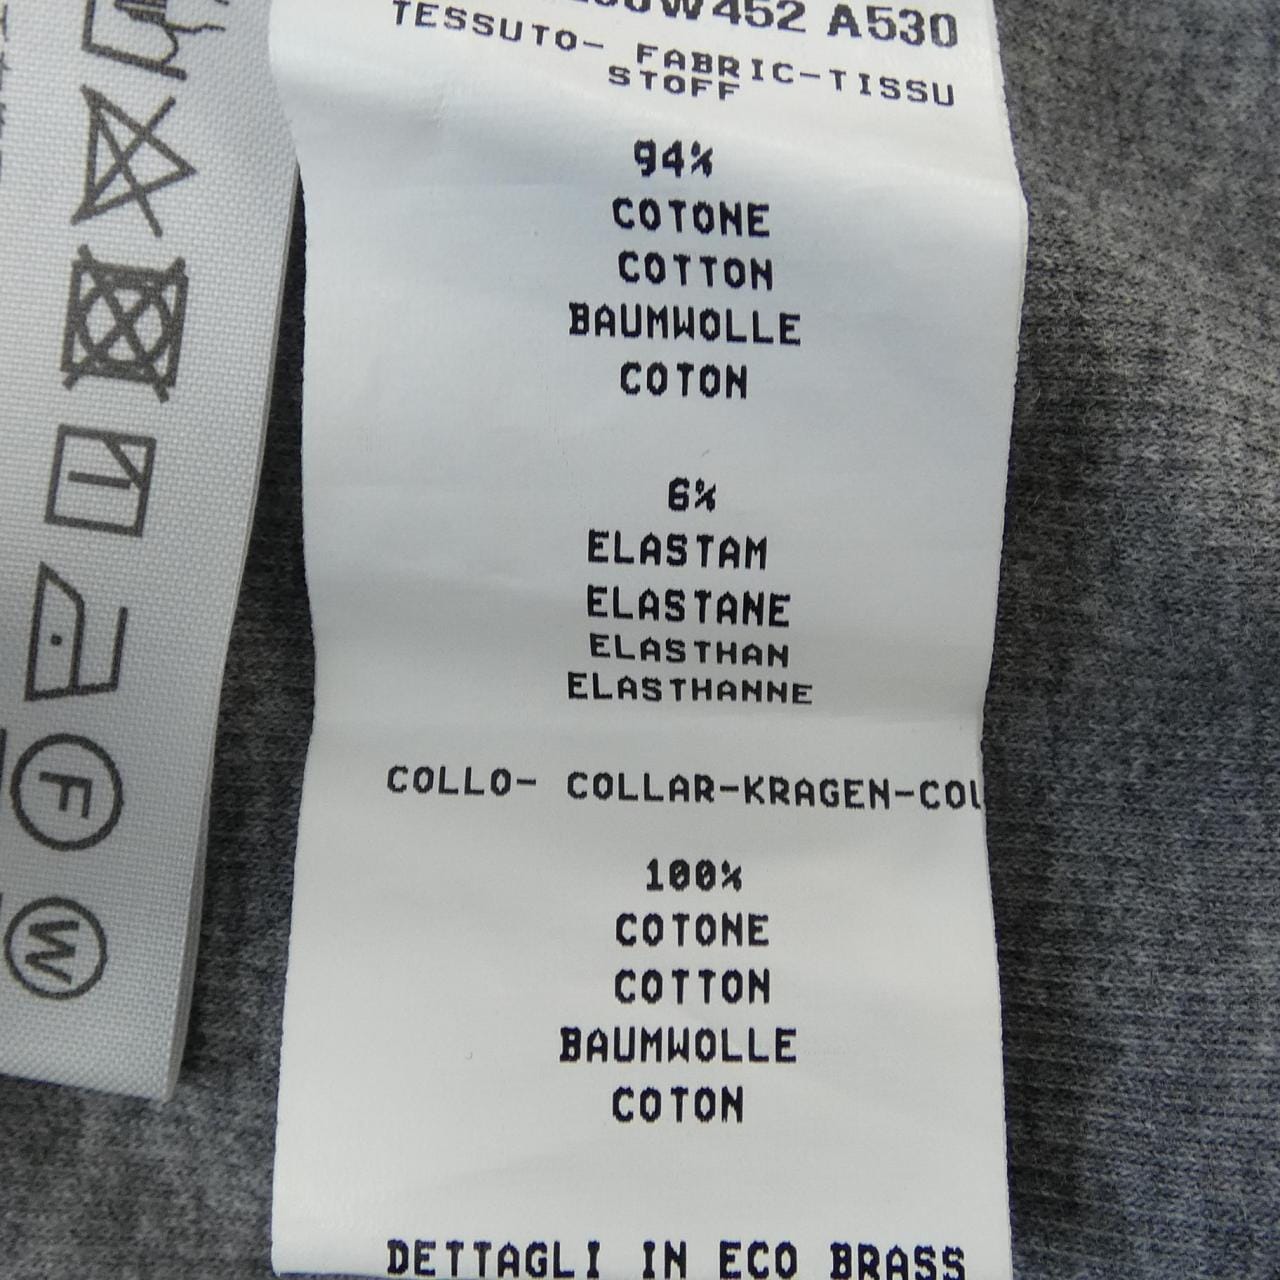 W452 A530
TESSUTO- FABRIC-TISSU
STOFF
94%
COTONE
COTTON
BAUMWOLLE
COTON
6%
ELASTAM
ELASTANE
ELASTHAN
ELASTHANNE
COLLO- COLLAR-KRAGEN-COL
100%
COTONE
COTTON
BAUMWOLLE
COTON
DETTAGLI IN ECO BRASS
F
W